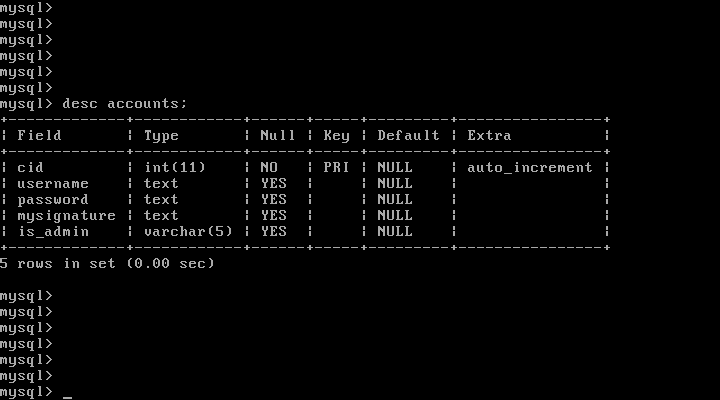 mysql>
mysql>
mysql>
mysql>
mysql>
mysql>
mysql> desc accounts;
+------------+------------+------+-----+---------+----------------+
| Field | Type | Null | Key | Default | Extra |
+------------+------------+------+-----+---------+----------------+
| cid | int(11) | NO | PRI | NULL | auto_increment |
| username | text | YES | | NULL | |
| password | text | YES | | NULL | |
| mysignature | text | YES | | NULL | |
| is_admin | varchar(5) | YES | | NULL | |
+------------+------------+------+-----+---------+----------------+
5 rows in set (0.00 sec)
mysql>
mysql>
mysql>
mysql>
mysql>
mysql>
mysql> _